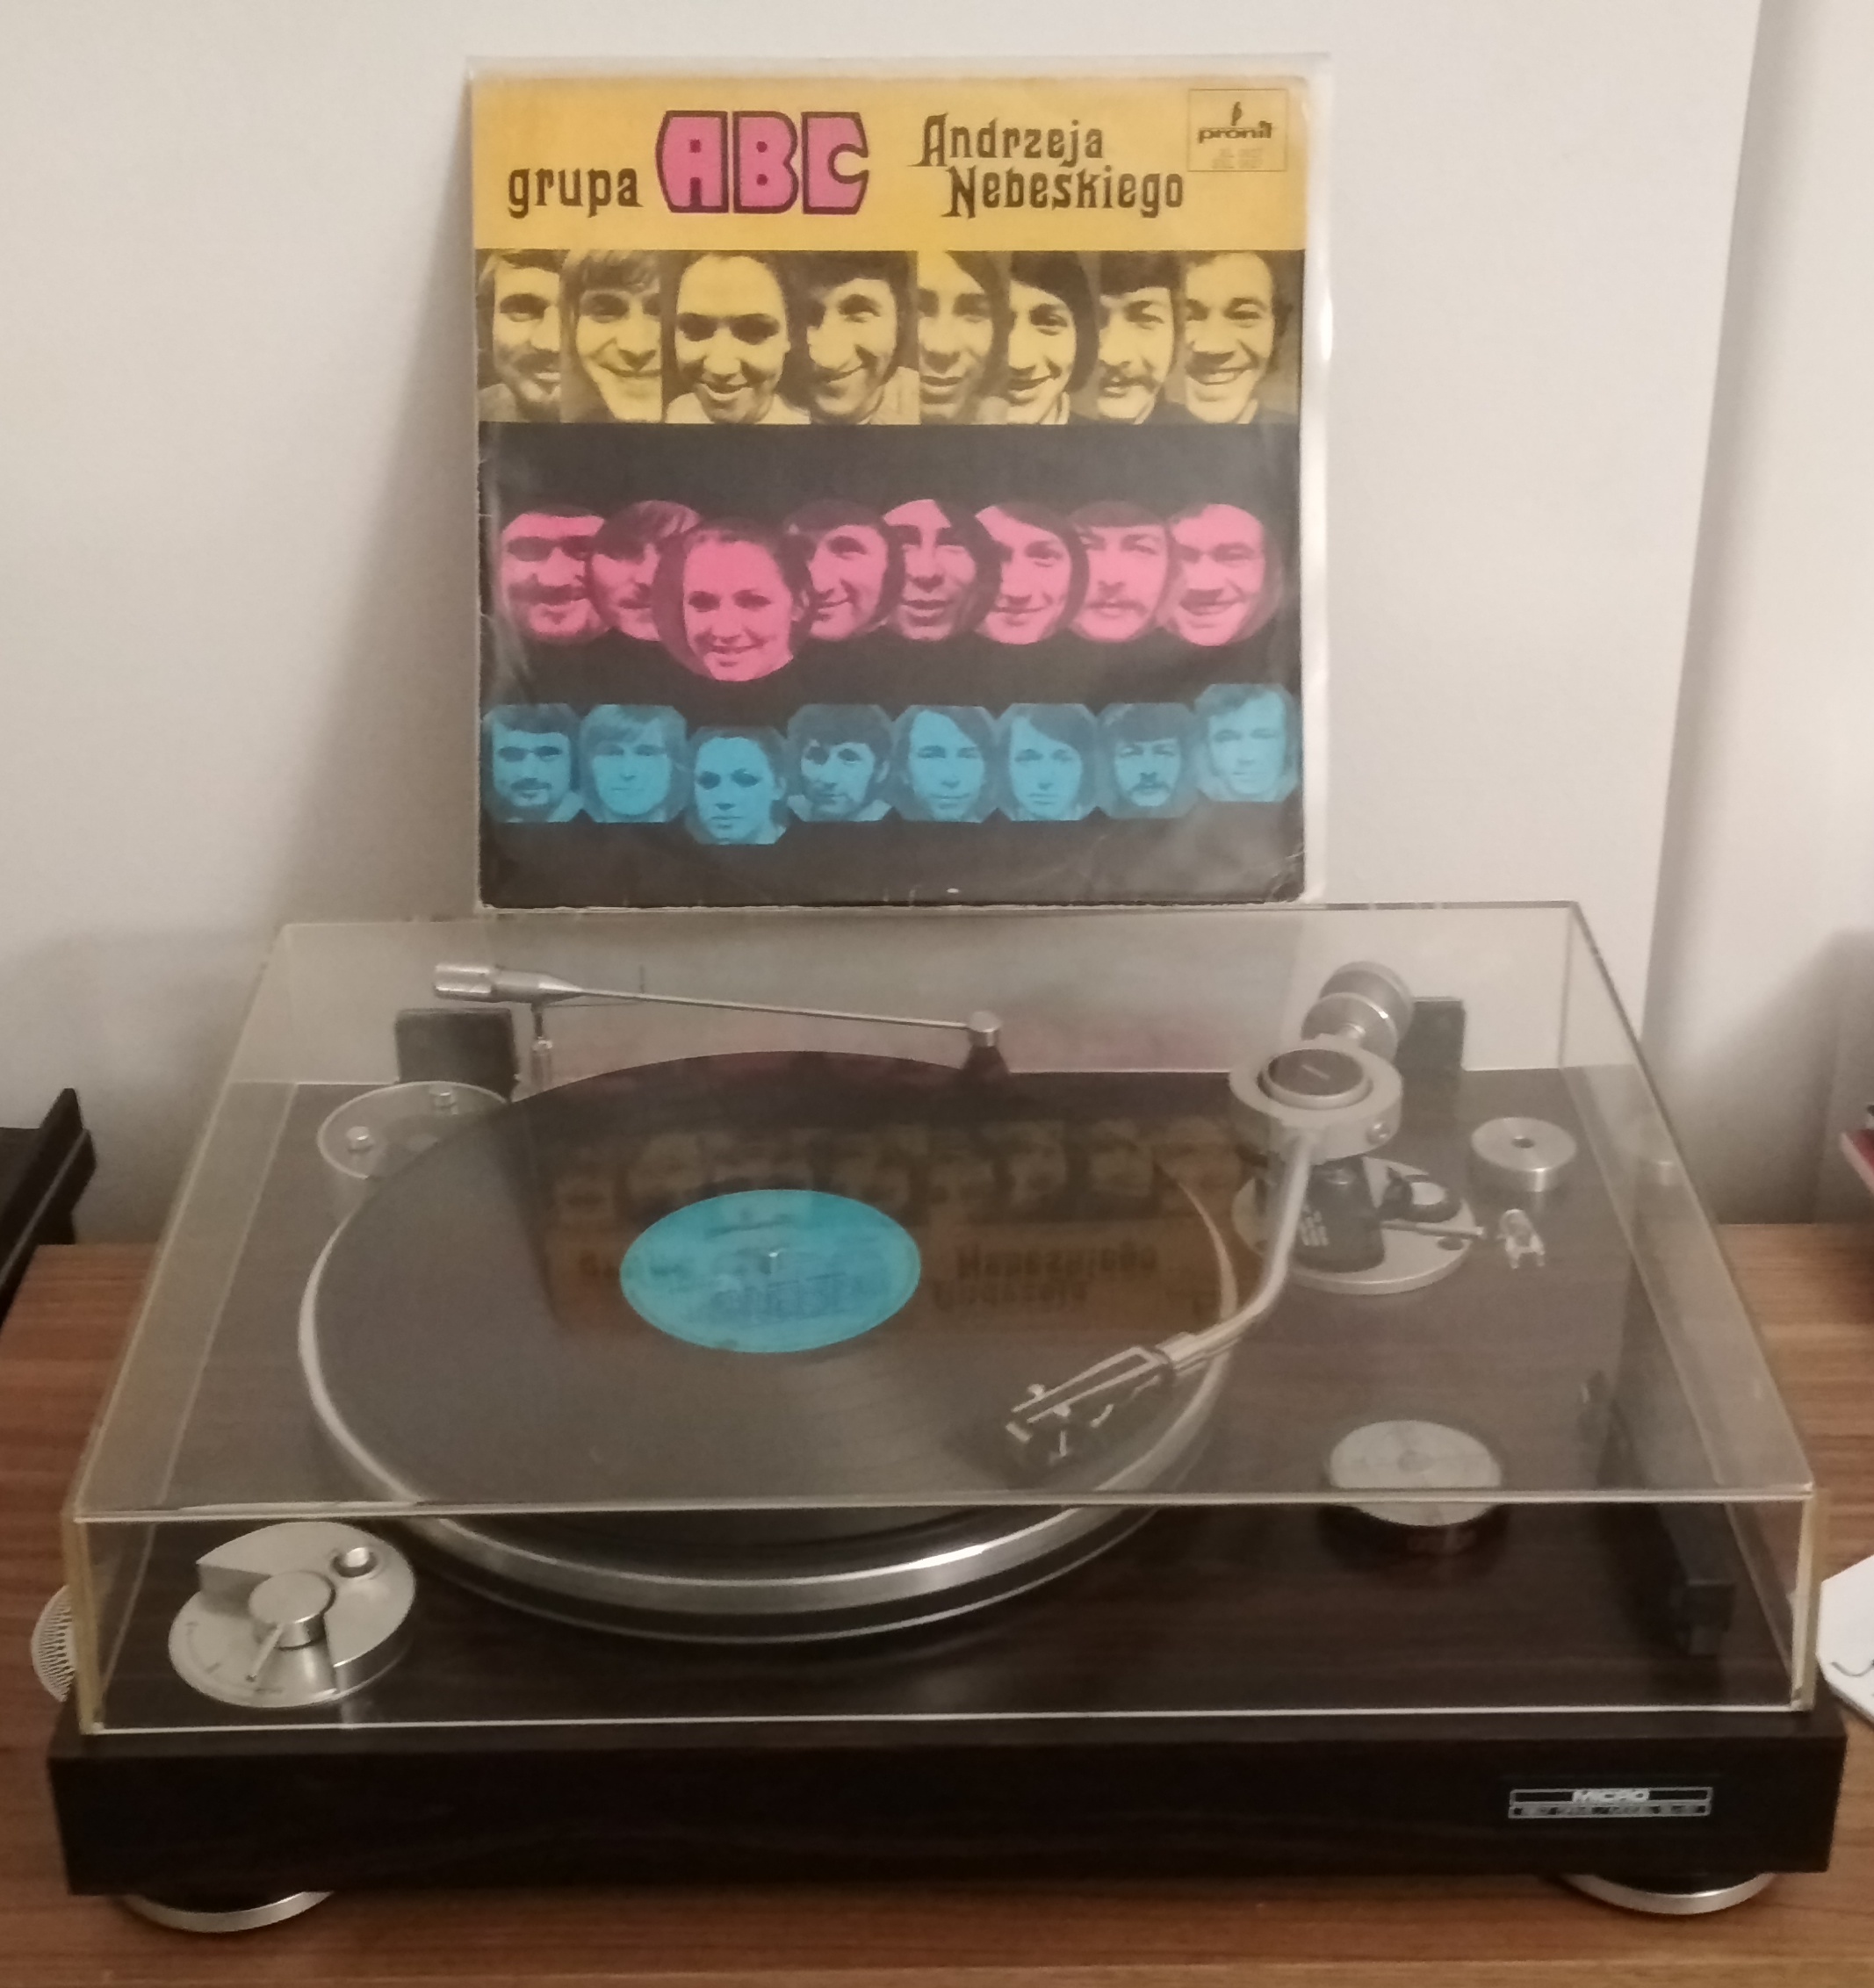 grupa ABC Andrzeja
Nebeskiego
pronit
MICRO